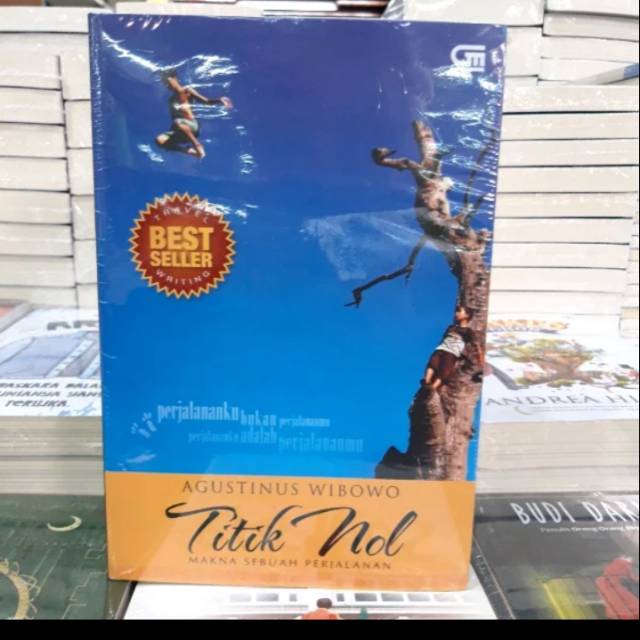 TRAVEL
BEST
SELLER
WRITING
perjalananku bukan perjalananmu
perjalananku adalah perjalananmu
AGUSTINUS WIBOWO
Titik Nol
MAKNA SEBUAH PERJALANAN
ANDREA HI
BUDI DAR